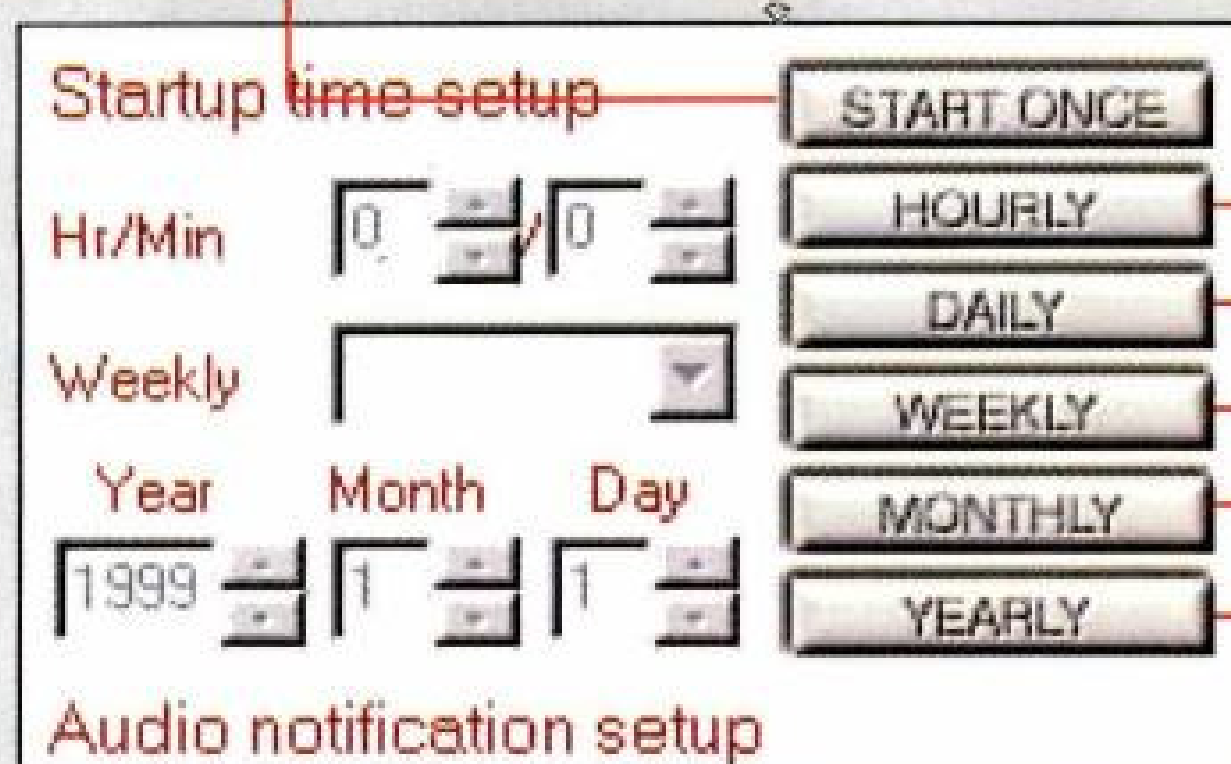 Startup time setup
START ONCE
Hr/Min 0 / 0
HOURLY
DAILY
Weekly
WEEKLY
Year Month Day
MONTHLY
1999 1 1
YEARLY
Audio notification setup